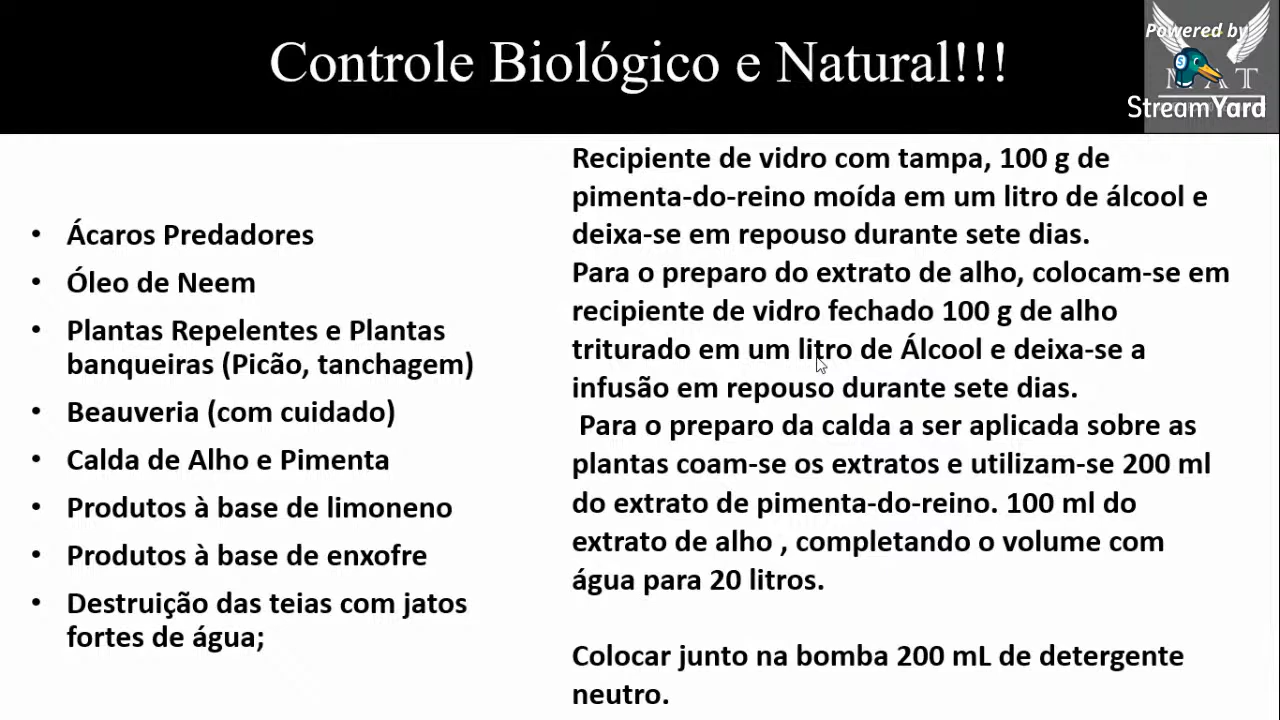 Controle Biológico e Natural!!!
Powered by
StreamYard
• Ácaros Predadores
• Óleo de Neem
• Plantas Repelentes e Plantas
banqueiras (Picão, tanchagem)
• Beauveria (com cuidado)
• Calda de Alho e Pimenta
• Produtos à base de limoneno
• Produtos à base de enxofre
• Destruição das teias com jatos
fortes de água;
Recipiente de vidro com tampa, 100 g de
pimenta-do-reino moída em um litro de álcool e
deixa-se em repouso durante sete dias.
Para o preparo do extrato de alho, colocam-se em
recipiente de vidro fechado 100 g de alho
triturado em um litro de Álcool e deixa-se a
infusão em repouso durante sete dias.
Para o preparo da calda a ser aplicada sobre as
plantas coam-se os extratos e utilizam-se 200 ml
do extrato de pimenta-do-reino. 100 ml do
extrato de alho , completando o volume com
água para 20 litros.
Colocar junto na bomba 200 mL de detergente
neutro.